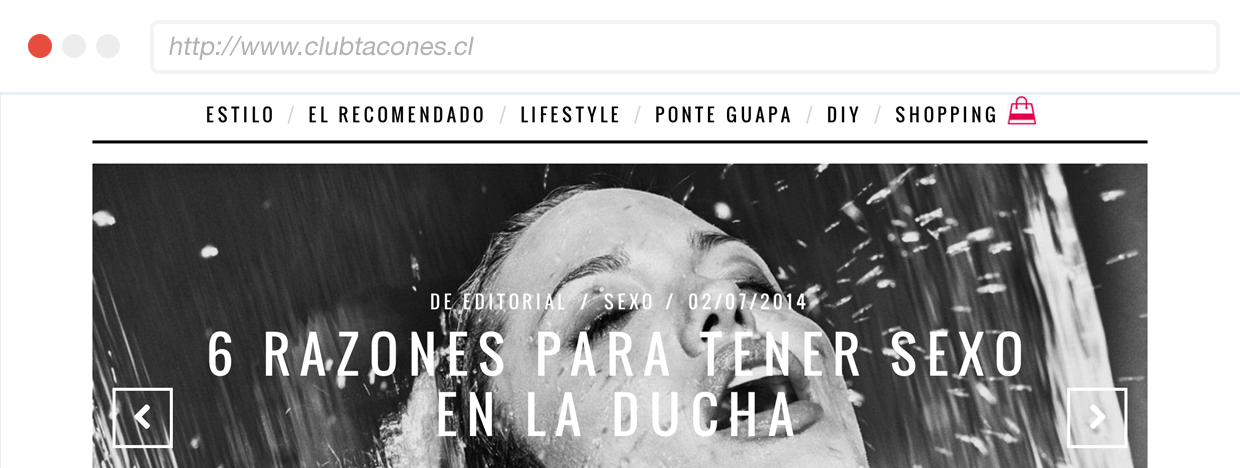 http://www.clubtacones.cl
ESTILO / EL RECOMENDADO / LIFESTYLE / PONTE GUAPA / DIY / SHOPPING
DE EDITORIAL / SEXO / 02/07/2014
6 RAZONES PARA TENER SEXO
EN LA DUCHA